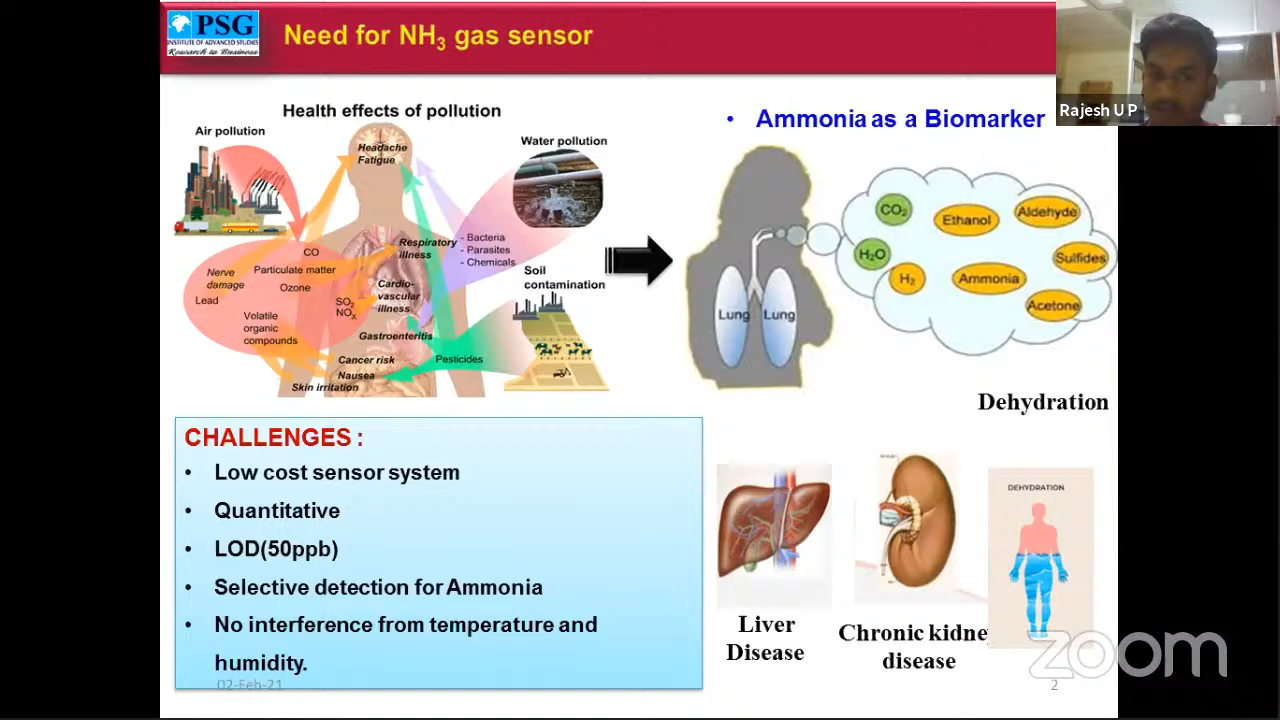 PSG
INSTITUTE OF ADVANCED STUDIES
Research to Business
Need for NH3 gas sensor
Rajesh U P
Health effects of pollution
Air pollution
Headache
Fatigue
Water pollution
CO
Nerve
damage
Particulate matter
Lead
Ozone
Volatile
organic
compounds
SO2
NOX
Respiratory
illness
- Bacteria
- Parasites
- Chemicals
Cardio-
vascular
illness
Soil
contamination
Gastroenteritis
Cancer risk
Pesticides
Nausea
Skin irritation
• Ammonia as a Biomarker
CO2
Ethanol
Aldehyde
H2O
H2
Ammonia
Sulfides
Acetone
Lung
Lung
Dehydration
CHALLENGES :
• Low cost sensor system
• Quantitative
• LOD(50ppb)
• Selective detection for Ammonia
• No interference from temperature and
humidity.
02-Feb-21
Liver
Disease
Chronic kidney
disease
DEHYDRATION
zoom
2